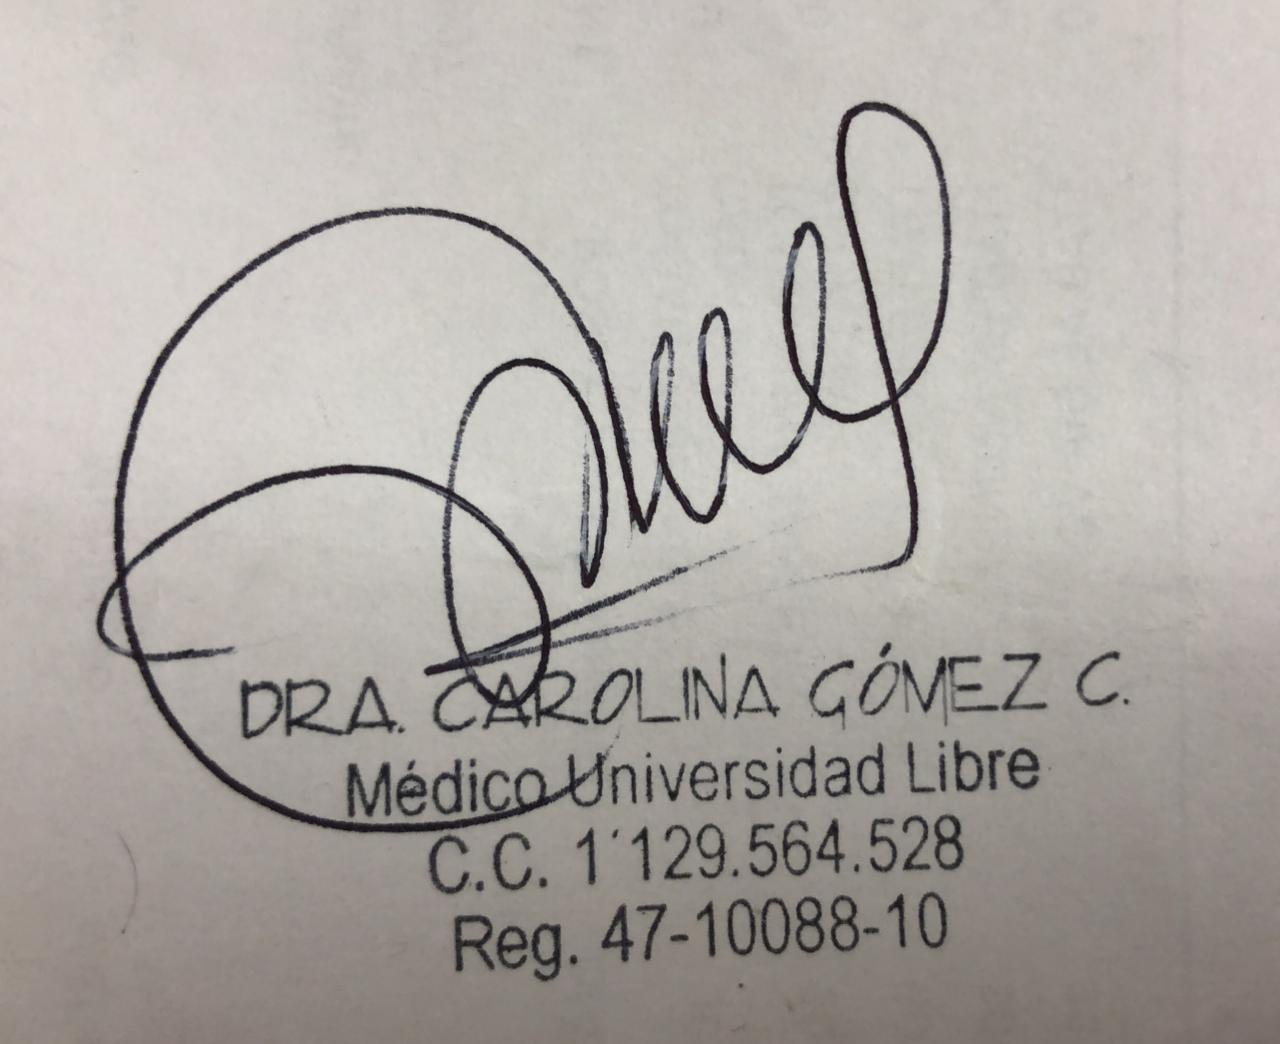 DRA. CAROLINA GÓMEZ C.
Médico Universidad Libre
C.C. 1'129.564.528
Reg. 47-10088-10